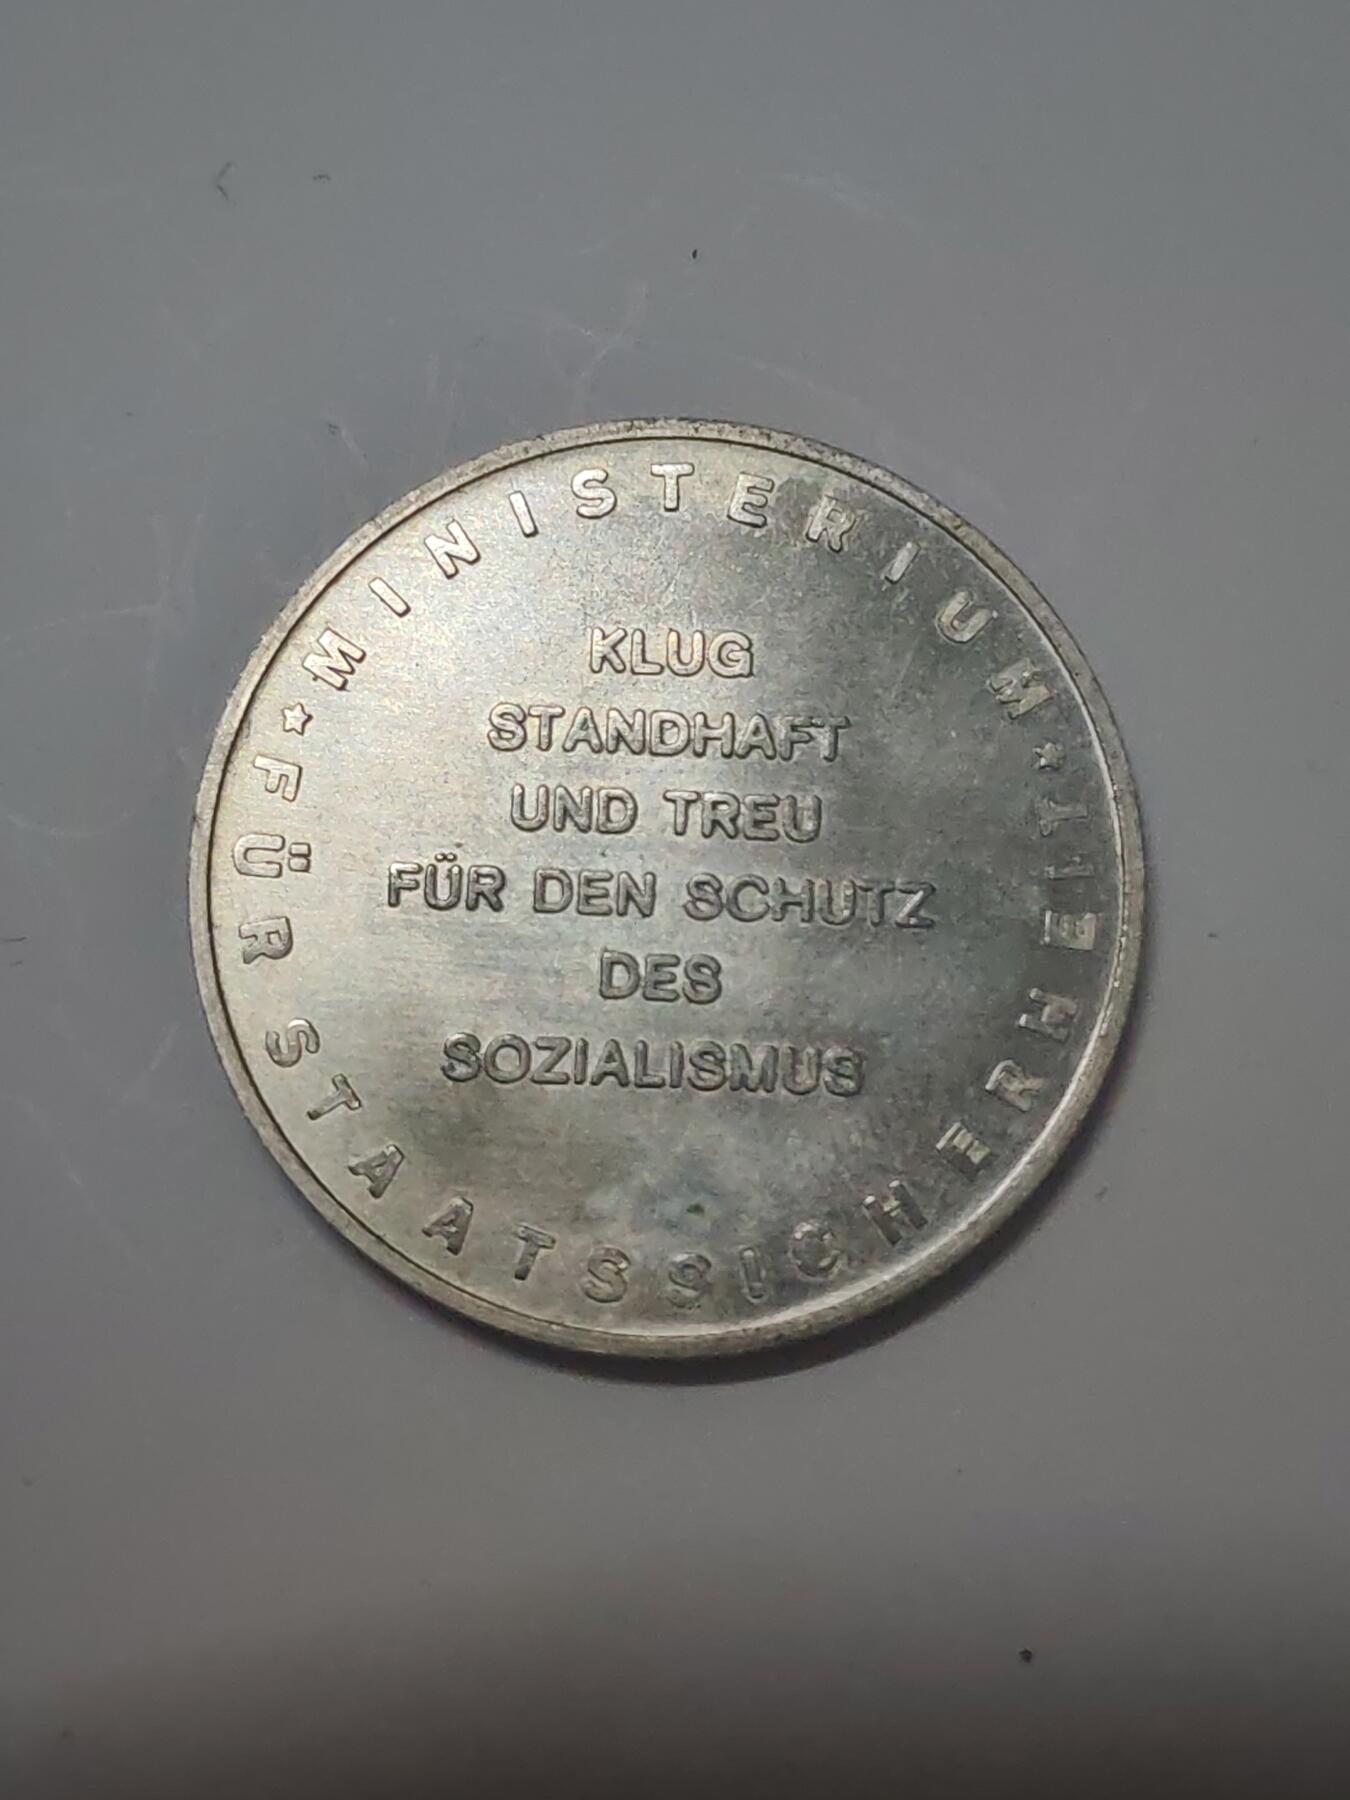 MINISTERIUM
KLUG
STANDHAFT
UND TREU
FÜR DEN SCHUTZ
DES
SOZIALISMUS
FÜR STAATSSICHERHEIT